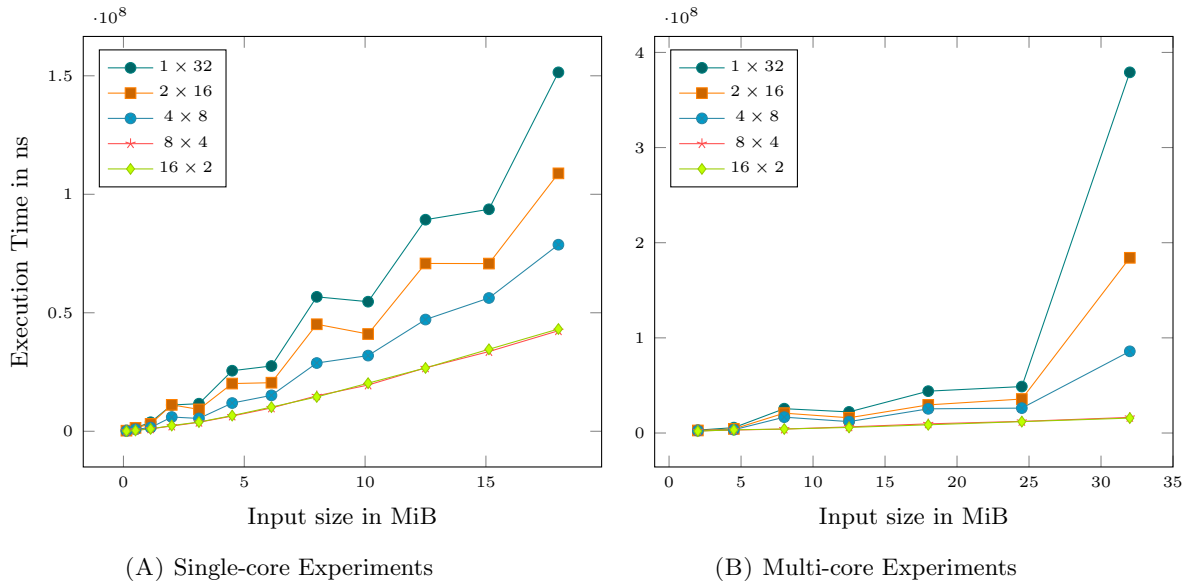 ·10⁸
1.5
1
0.5
0
0
5
10
15
1 × 32
2 × 16
4 × 8
8 × 4
16 × 2
Execution Time in ns
Input size in MiB
(A) Single-core Experiments
·10⁸
4
3
2
1
0
0
5
10
15
20
25
30
35
1 × 32
2 × 16
4 × 8
8 × 4
16 × 2
Input size in MiB
(B) Multi-core Experiments